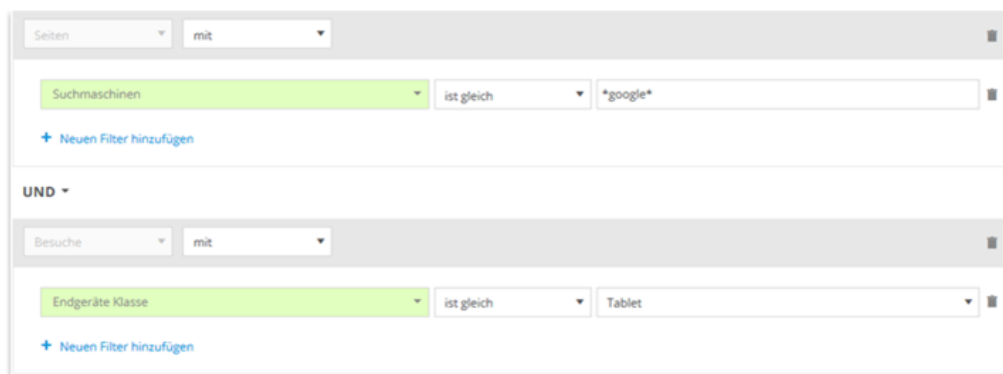 Seiten mit
Suchmaschinen ist gleich *google*
+ Neuen Filter hinzufügen
UND
Besuche mit
Endgeräte Klasse ist gleich Tablet
+ Neuen Filter hinzufügen